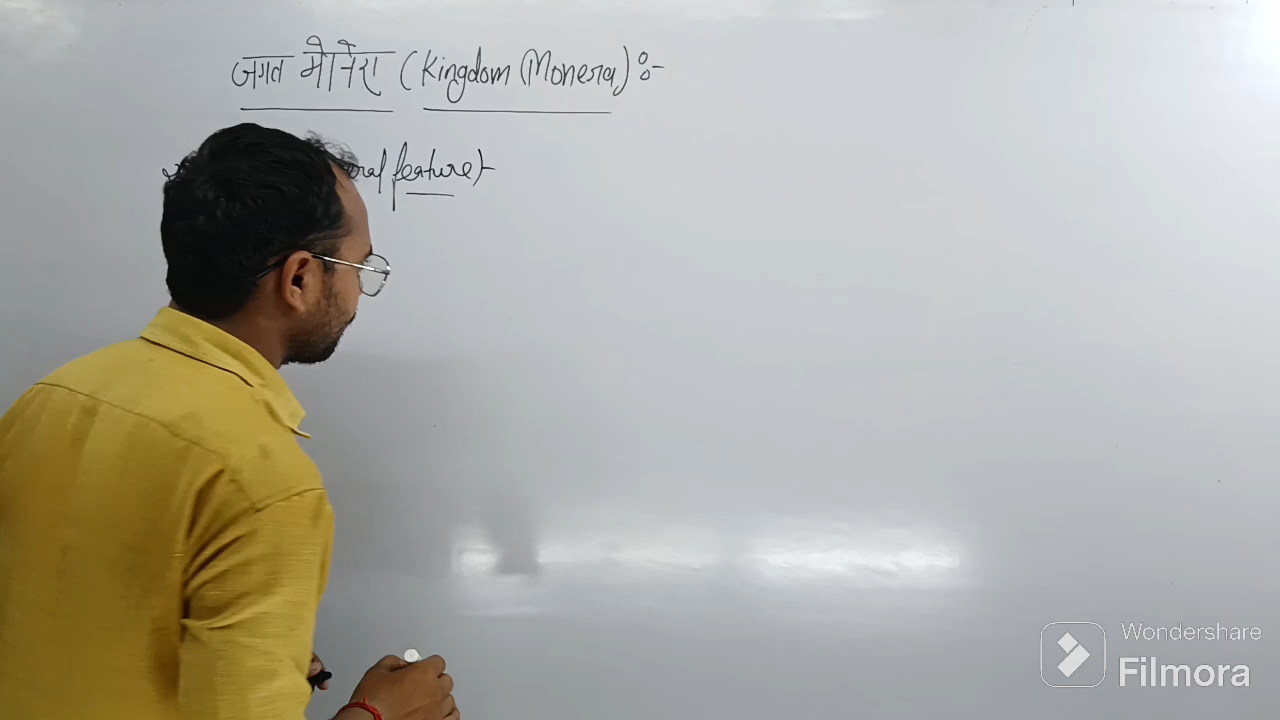 जगत मोनेरा (Kingdom Monera) :-
feature)-
Wondershare
Filmora